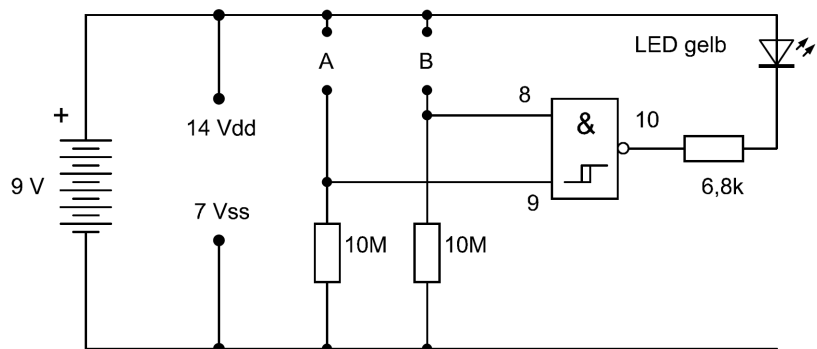 LED gelb
A
B
8
&
10
+
14 Vdd
9 V
6,8k
7 Vss
9
10M
10M